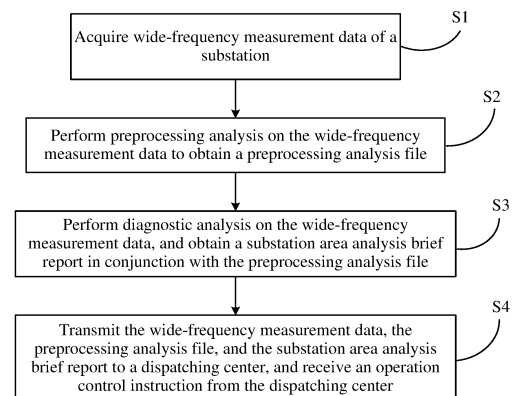 Acquire wide-frequency measurement data of a
substation
S1
Perform preprocessing analysis on the wide-frequency
measurement data to obtain a preprocessing analysis file
S2
Perform diagnostic analysis on the wide-frequency
measurement data, and obtain a substation area analysis brief
report in conjunction with the preprocessing analysis file
S3
Transmit the wide-frequency measurement data, the
preprocessing analysis file, and the substation area analysis
brief report to a dispatching center, and receive an operation
control instruction from the dispatching center
S4